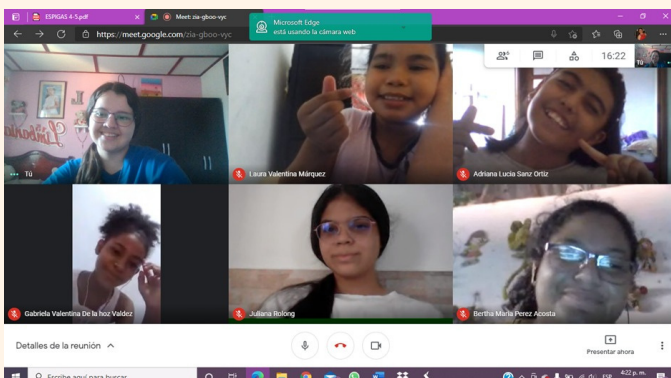 ESPIGAS 4-5.pdf
Meet: zia-gboo-vyc
Microsoft Edge
está usando la cámara web
https://meet.google.com/zia-gboo-vyc
16:22
Tú
Tú
Laura Valentina Márquez
Adriana Lucia Sanz Ortiz
Gabriela Valentina De la hoz Valdez
Juliana Rolong
Bertha María Perez Acosta
Detalles de la reunión
Presentar ahora
Escribe aquí para buscar
ESP
4:22 p. m.